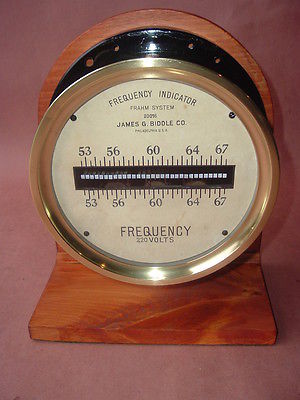 FREQUENCY INDICATOR
FRAHM SYSTEM
JAMES G. BIDDLE CO.
PHILADELPHIA U.S.A.
53 56 60 64 67
53 56 60 64 67
FREQUENCY
220 VOLTS